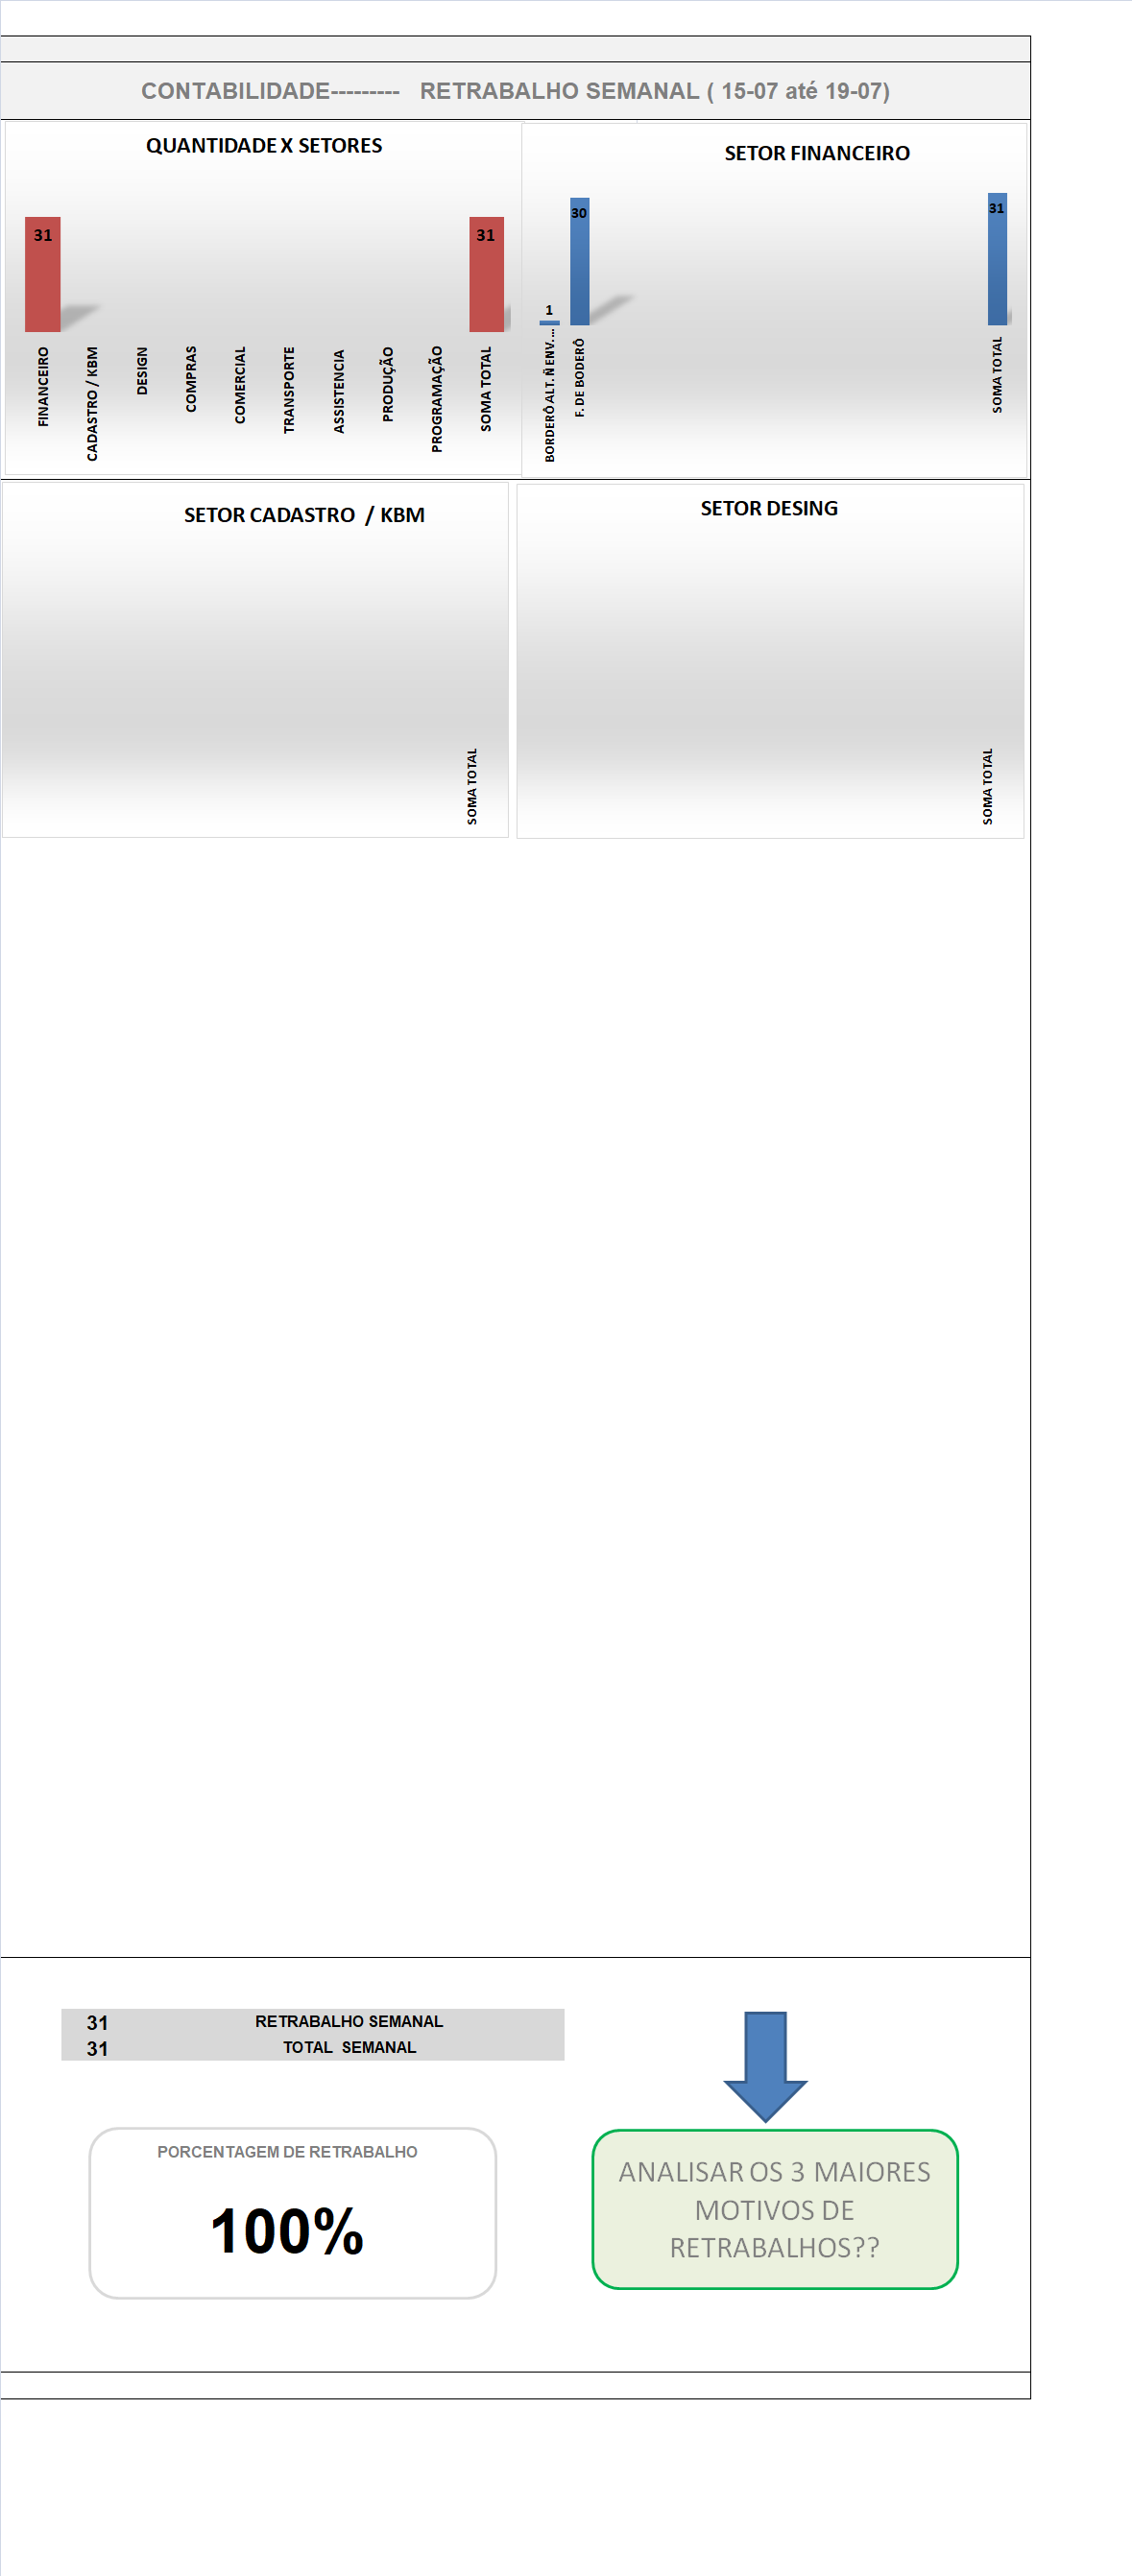 CONTABILIDADE--------- RETRABALHO SEMANAL ( 15-07 até 19-07)
QUANTIDADE X SETORES
31
31
FINANCEIRO
CADASTRO / KBM
DESIGN
COMPRAS
COMERCIAL
TRANSPORTE
ASSISTENCIA
PRODUÇÃO
PROGRAMAÇÃO
SOMA TOTAL
SETOR FINANCEIRO
1
30
31
BORDERÔ ALT. Ñ ENV. ...
F. DE BODERÔ
SOMA TOTAL
SETOR CADASTRO / KBM
SOMA TOTAL
SETOR DESING
SOMA TOTAL
31 RETRABALHO SEMANAL
31 TOTAL SEMANAL
PORCENTAGEM DE RETRABALHO
100%
ANALISAR OS 3 MAIORES
MOTIVOS DE
RETRABALHOS??